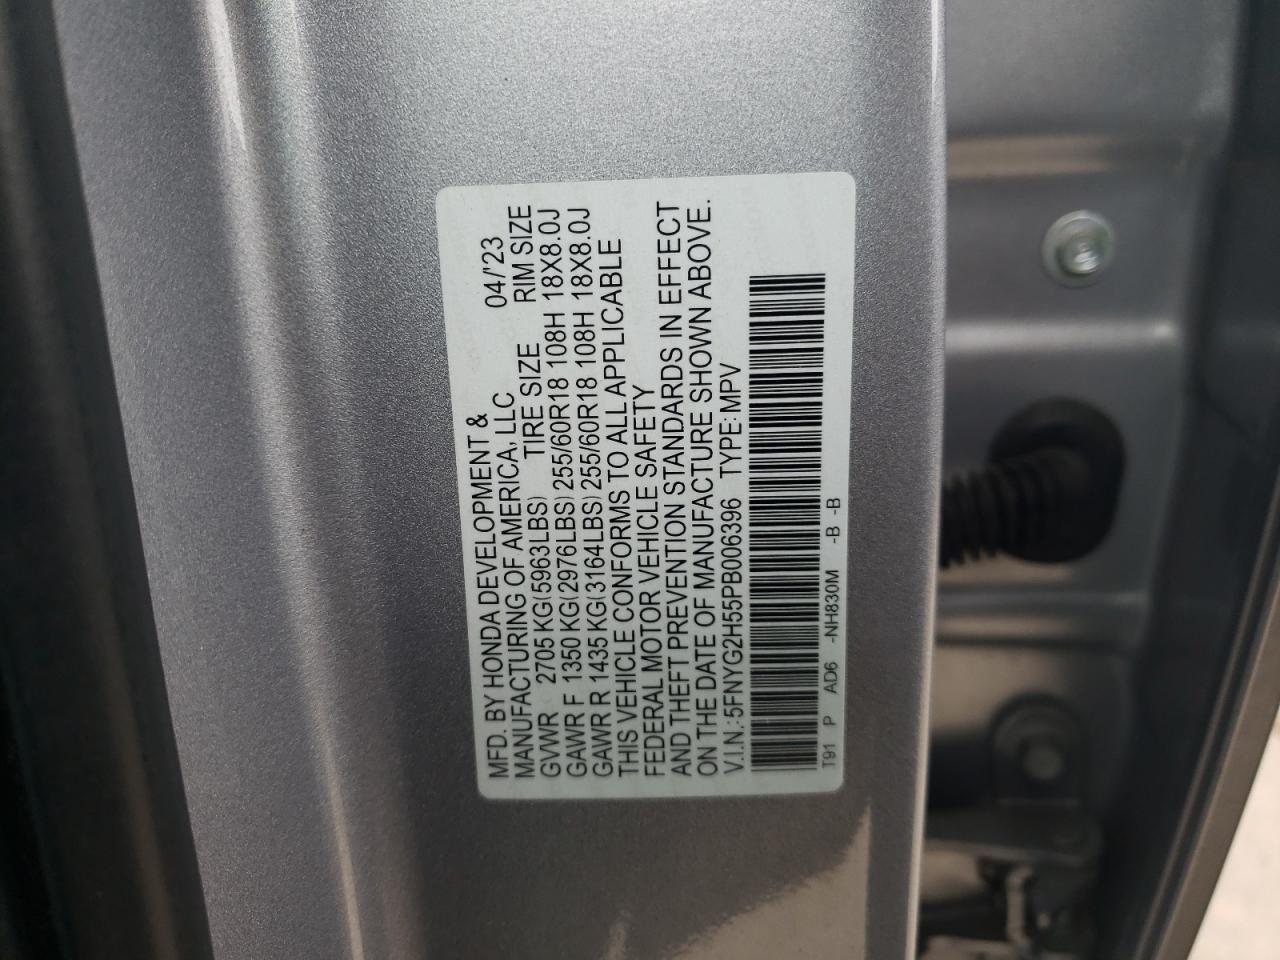 MFD. BY HONDA DEVELOPMENT &
MANUFACTURING OF AMERICA, LLC 04/'23
GVWR 2705 KG(5963LBS) TIRE SIZE RIM SIZE
GAWR F 1350 KG(2976LBS) 255/60R18 108H 18X8.0J
GAWR R 1435 KG(3164LBS) 255/60R18 108H 18X8.0J
THIS VEHICLE CONFORMS TO ALL APPLICABLE
FEDERAL MOTOR VEHICLE SAFETY
AND THEFT PREVENTION STANDARDS IN EFFECT
ON THE DATE OF MANUFACTURE SHOWN ABOVE.
V.I.N.: 5FNYG2H55PB006396 TYPE: MPV
T91 P AD6 -NH830M -B -B